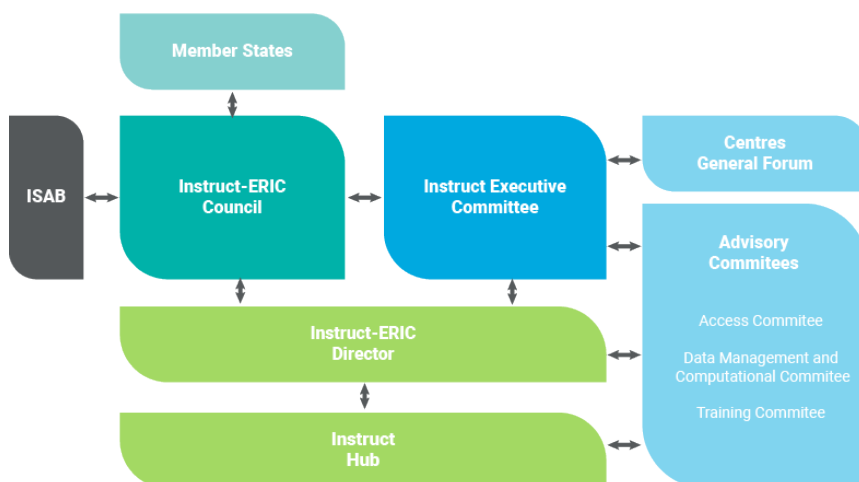 Member States
ISAB
Instruct-ERIC
Council
Instruct Executive
Committee
Centres
General Forum
Advisory
Commitees
Access Commitee
Data Management and
Computational Commitee
Training Commitee
Instruct-ERIC
Director
Instruct
Hub